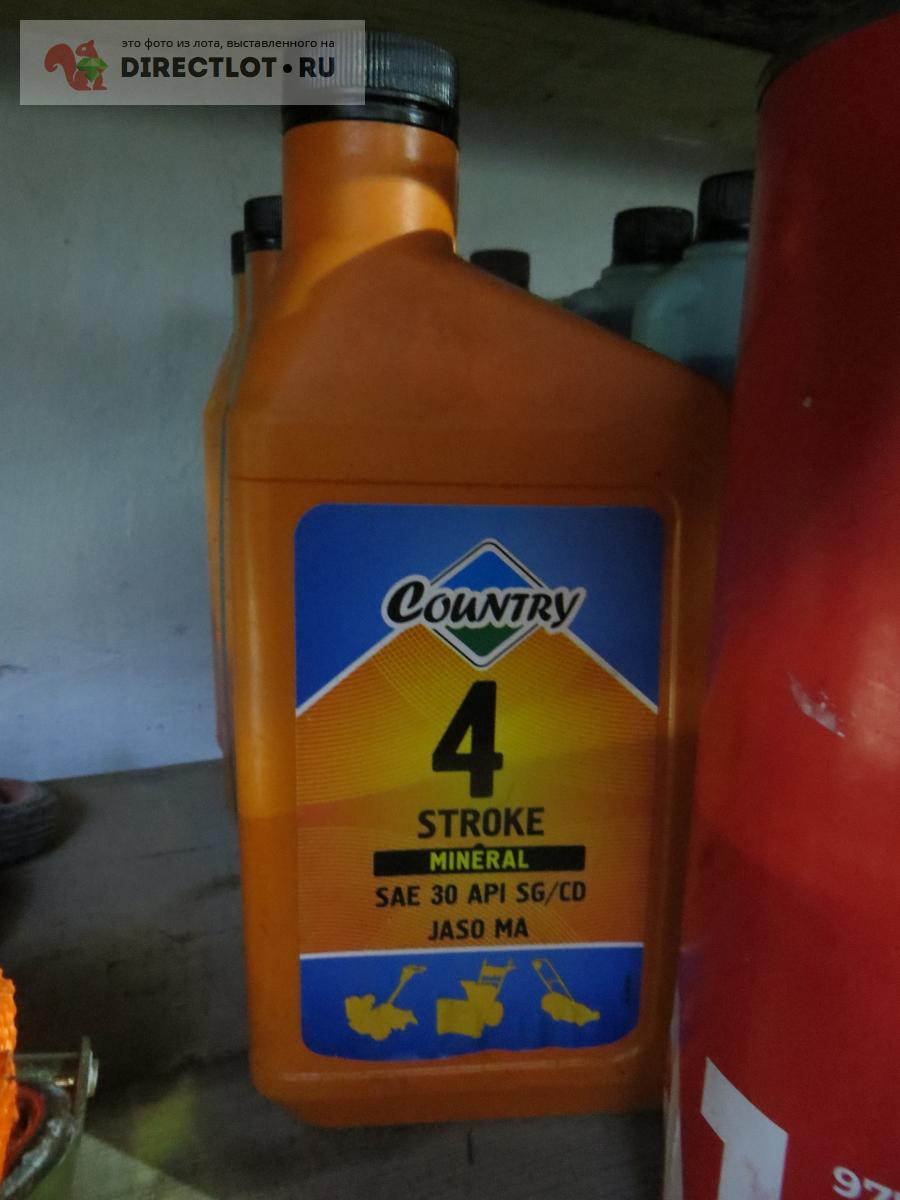 это фото из лота, выставленного на
DIRECTLOT.RU
COUNTRY
4
STROKE
MINERAL
SAE 30 API SG/CD
JASO MA
1
97